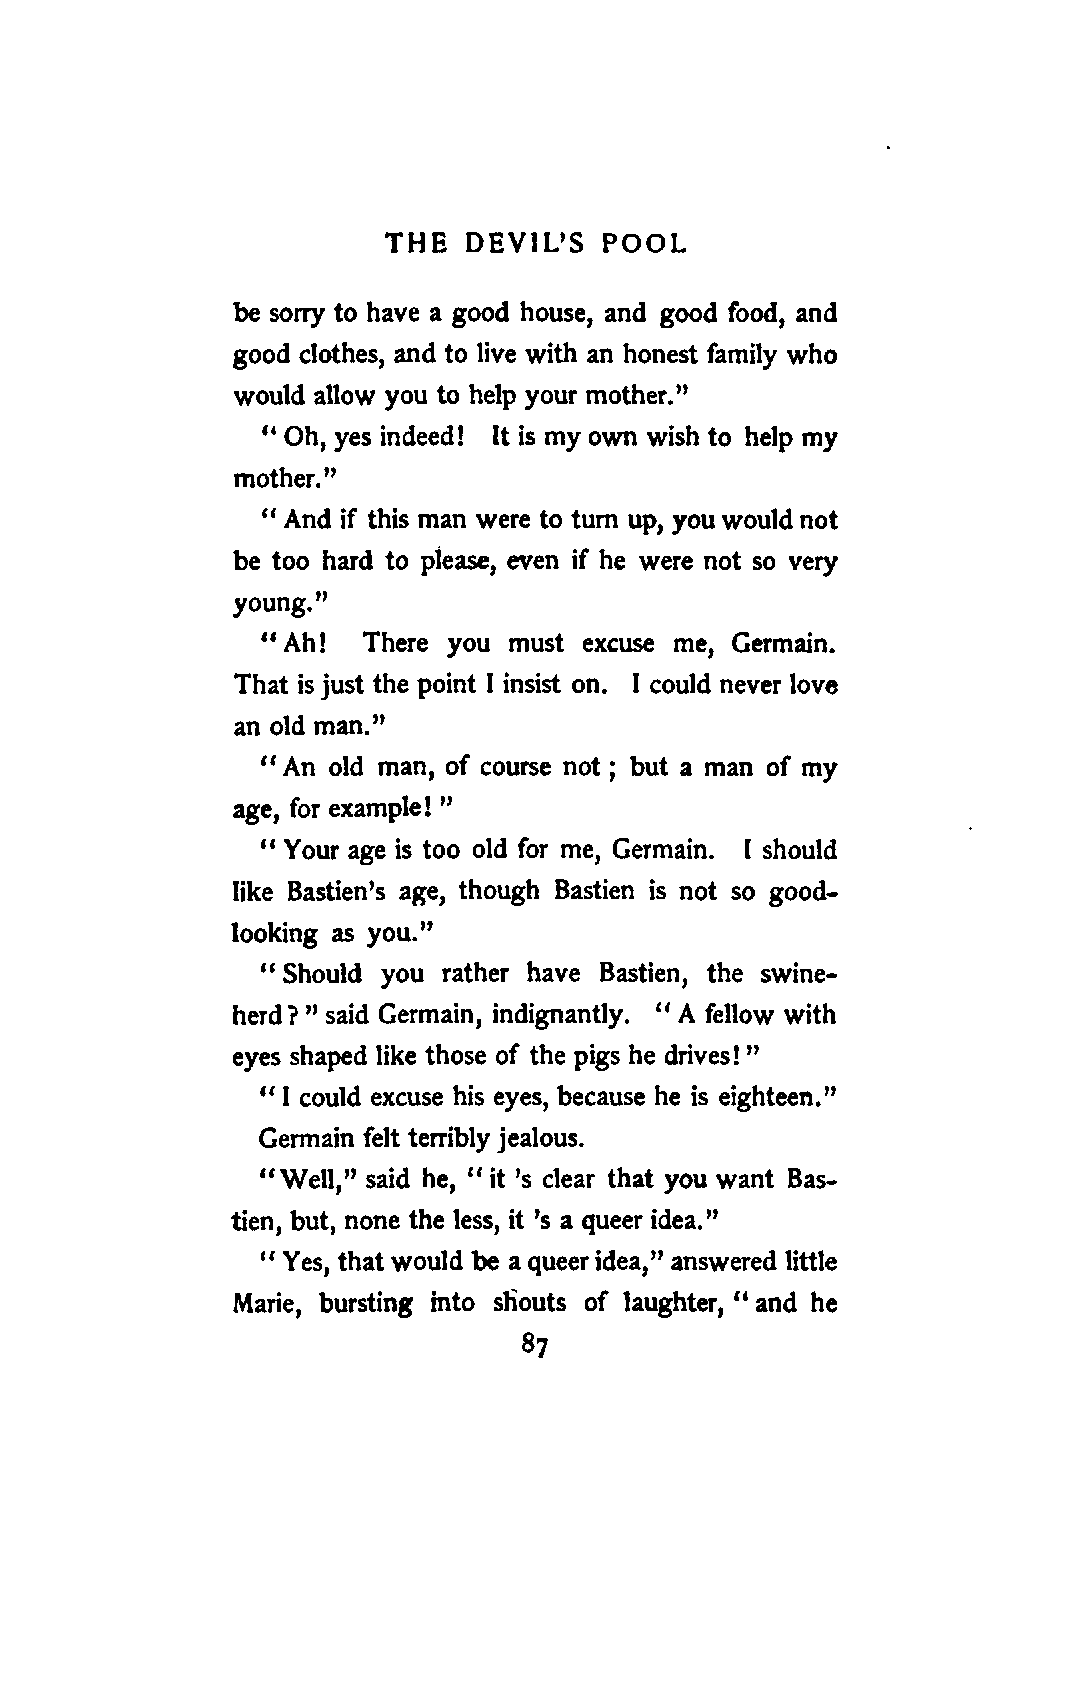 THE DEVIL'S POOL
be sorry to have a good house, and good food, and
good clothes, and to live with an honest family who
would allow you to help your mother."
"Oh, yes indeed! It is my own wish to help my
mother."
"And if this man were to turn up, you would not
be too hard to please, even if he were not so very
young."
"Ah! There you must excuse me, Germain.
That is just the point I insist on. I could never love
an old man."
"An old man, of course not; but a man of my
age, for example!"
"Your age is too old for me, Germain. I should
like Bastien's age, though Bastien is not so good-
looking as you."
"Should you rather have Bastien, the swine-
herd?" said Germain, indignantly. "A fellow with
eyes shaped like those of the pigs he drives!"
"I could excuse his eyes, because he is eighteen."
Germain felt terribly jealous.
"Well," said he, "it 's clear that you want Bas-
tien, but, none the less, it 's a queer idea."
"Yes, that would be a queer idea," answered little
Marie, bursting into shouts of laughter, "and he
87